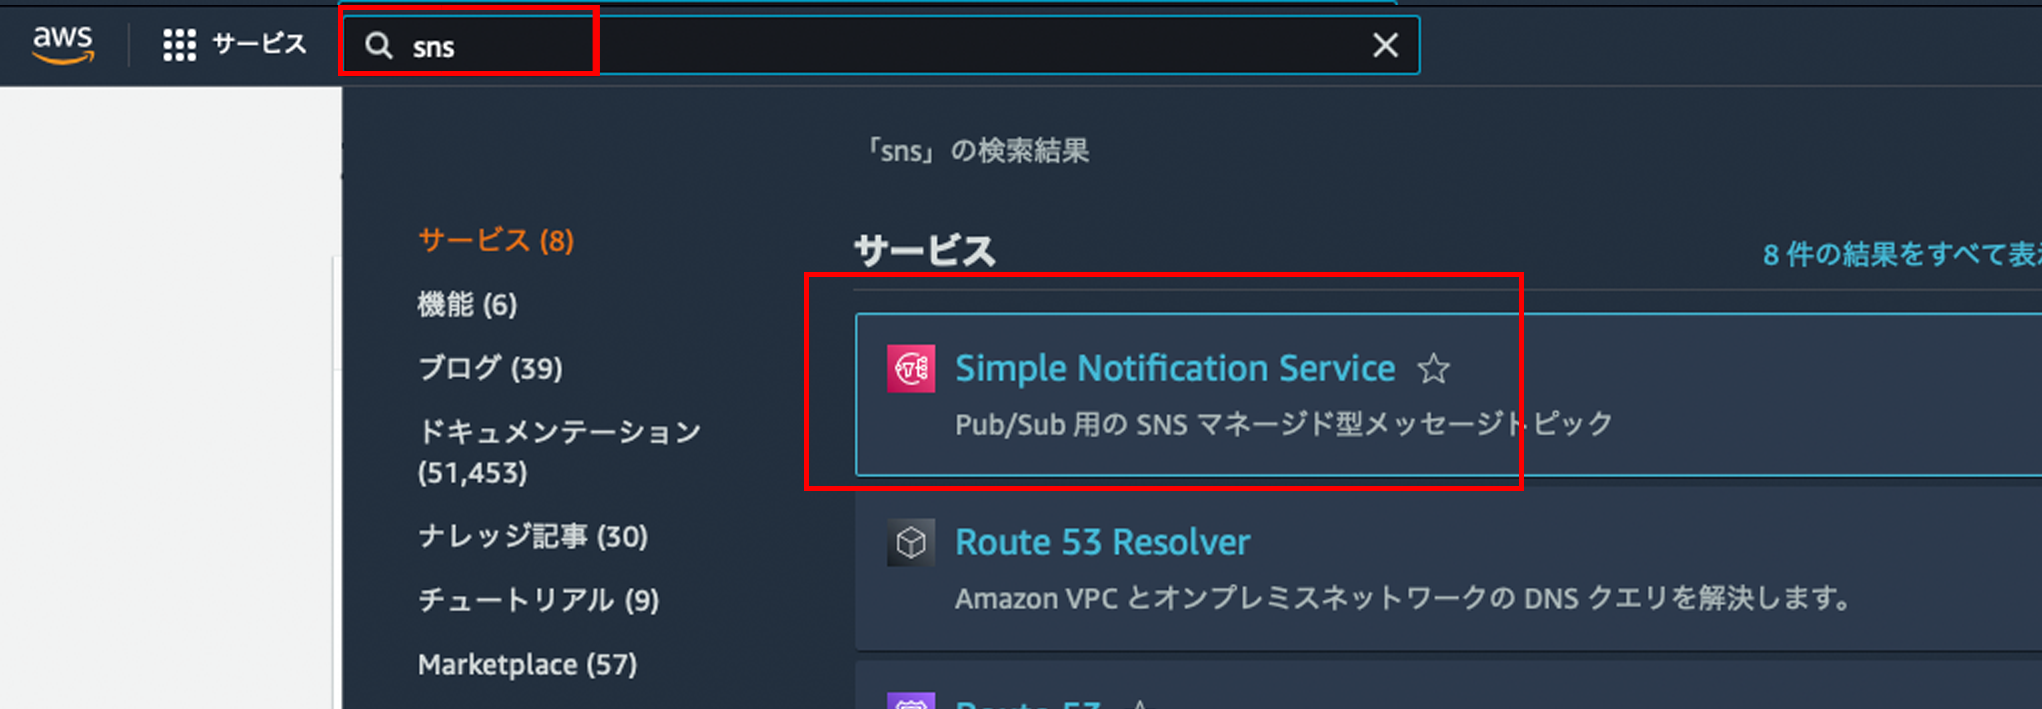 aws
サービス
sns
「sns」の検索結果
サービス (8)
機能 (6)
ブログ (39)
ドキュメンテーション
(51,453)
ナレッジ記事 (30)
チュートリアル (9)
Marketplace (57)
サービス
8 件の結果をすべて表示
Simple Notification Service
Pub/Sub 用の SNS マネージド型メッセージトピック
Route 53 Resolver
Amazon VPC とオンプレミスネットワークの DNS クエリを解決します。
Route 53